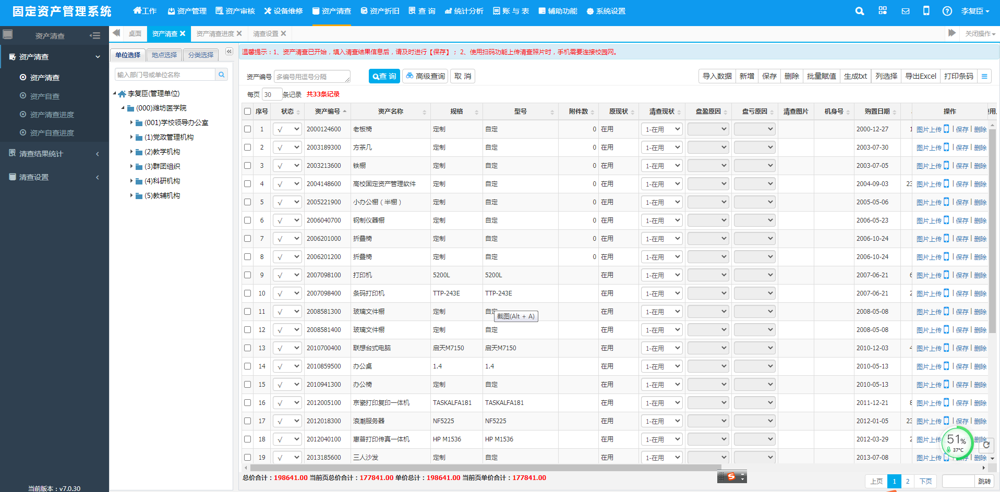 固定资产管理系统 工作 资产管理 资产审核 设备维修 资产清查 资产折旧 查 询 统计分析 账 与 表 辅助功能 系统设置 李复臣
资产清查 桌面 资产清查 资产清查进度 清查设置 关闭操作
资产清查
资产清查
资产自查
资产清查进度
资产自查进度
清查结果统计
清查设置
当前版本：v7.0.30
单位选择 地点选择 分类选择
输入部门号或单位名称
李复臣(管理单位)
(000)潍坊医学院
(001)学校领导办公室
(1)党政管理机构
(2)教学机构
(3)群团组织
(4)科研机构
(5)教辅机构
温馨提示：1、资产清查已开始，填入清查结果信息后，请及时进行【保存】； 2、使用扫码功能上传清查照片时，手机需要连接校园网。
资产编号 多编号用逗号分隔 查 询 高级查询 取 消 导入数据 新增 保存 删除 批量赋值 生成txt 列选择 导出Excel 打印条码
每页 30 条记录 共33条记录
序号 状态 资产编号 资产名称 规格 型号 附件数 原现状 清查现状 盘盈原因 盘亏原因 清查图片 机身号 购置日期 操作
1 √ 2000124600 老板椅 定制 自定 0 在用 1-在用 2000-12-27 1 图片上传 | 保存 | 删除
2 √ 2003189300 方茶几 定制 自定 0 在用 1-在用 2003-07-30 图片上传 | 保存 | 删除
3 √ 2003213600 铁橱 定制 自定 0 在用 1-在用 2003-07-05 图片上传 | 保存 | 删除
4 √ 2004148600 高校固定资产管理软件 定制 自定 0 在用 1-在用 2004-09-03 23 图片上传 | 保存 | 删除
5 √ 2005221900 小办公橱（半橱） 定制 自定 0 在用 1-在用 2005-05-06 图片上传 | 保存 | 删除
6 √ 2006040700 钢制仪器橱 定制 自定 0 在用 1-在用 2006-05-23 图片上传 | 保存 | 删除
7 √ 2006201000 折叠椅 定制 自定 0 在用 1-在用 2006-10-24 图片上传 | 保存 | 删除
8 √ 2006201200 折叠椅 定制 自定 0 在用 1-在用 2006-10-24 图片上传 | 保存 | 删除
9 √ 2007098100 打印机 5200L 5200L 在用 1-在用 2007-06-21 6 图片上传 | 保存 | 删除
10 √ 2007098400 条码打印机 TTP-243E TTP-243E 在用 1-在用 2007-06-21 2 图片上传 | 保存 | 删除
11 √ 2008581300 玻璃文件橱 定制 自定 在用 1-在用 2008-05-08 图片上传 | 保存 | 删除
截图(Alt + A)
12 √ 2008581400 玻璃文件橱 定制 自定 在用 1-在用 2008-05-08 图片上传 | 保存 | 删除
13 √ 2010700400 联想台式电脑 启天M7150 启天M7150 在用 1-在用 2010-12-03 4 图片上传 | 保存 | 删除
14 √ 2010859500 办公桌 1.4 1.4 在用 1-在用 2010-05-13 图片上传 | 保存 | 删除
15 √ 2010941300 办公椅 定制 自定 在用 1-在用 2010-05-13 图片上传 | 保存 | 删除
16 √ 2012005100 京瓷打印复印一体机 TASKALFA181 TASKALFA181 在用 1-在用 2011-12-21 8 图片上传 | 保存 | 删除
17 √ 2012018300 浪潮服务器 NF5225 NF5225 在用 1-在用 2012-01-05 23 图片上传 | 保存 | 删除
18 √ 2012040100 惠普打印传真一体机 HP M1536 HP M1536 在用 1-在用 2012-03-29 2 图片上传 删除
51% 37°C
19 √ 2013185600 三人沙发 定制 自定 在用 1-在用 2013-07-08 图片上传 | 保存 | 删除
总价合计：198641.00 当前页总价合计：177841.00 单价总计：198641.00 当前页单价合计：177841.00
上页 1 2 下页 跳转